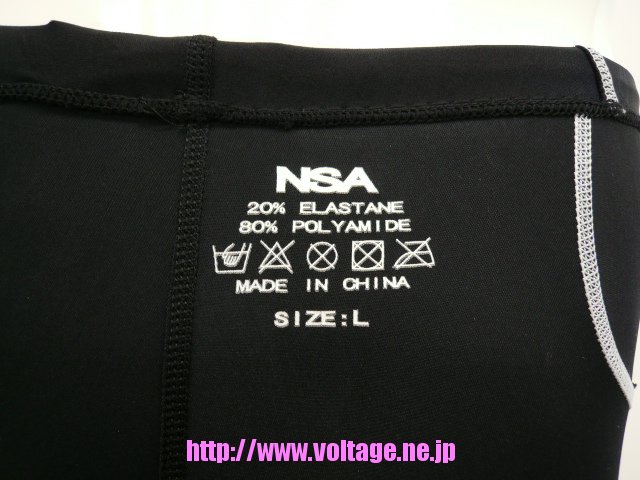 NSA
20% ELASTANE
80% POLYAMIDE
MADE IN CHINA
SIZE:L
http://www.voltage.ne.jp